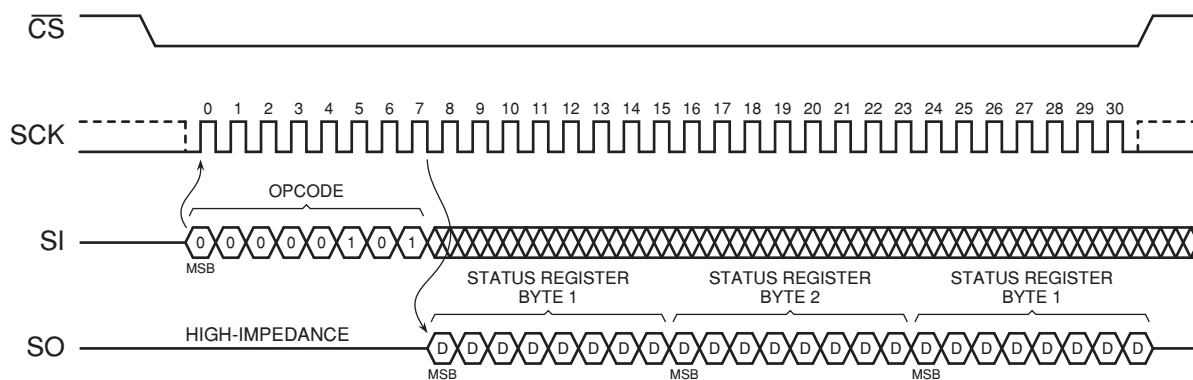 CS
0 1 2 3 4 5 6 7 8 9 10 11 12 13 14 15 16 17 18 19 20 21 22 23 24 25 26 27 28 29 30
SCK
OPCODE
SI 0 0 0 0 0 1 0 1
MSB
STATUS REGISTER
BYTE 1
STATUS REGISTER
BYTE 2
STATUS REGISTER
BYTE 1
HIGH-IMPEDANCE
SO D D D D D D D D D D D D D D D D D D D D D D D D
MSB MSB MSB